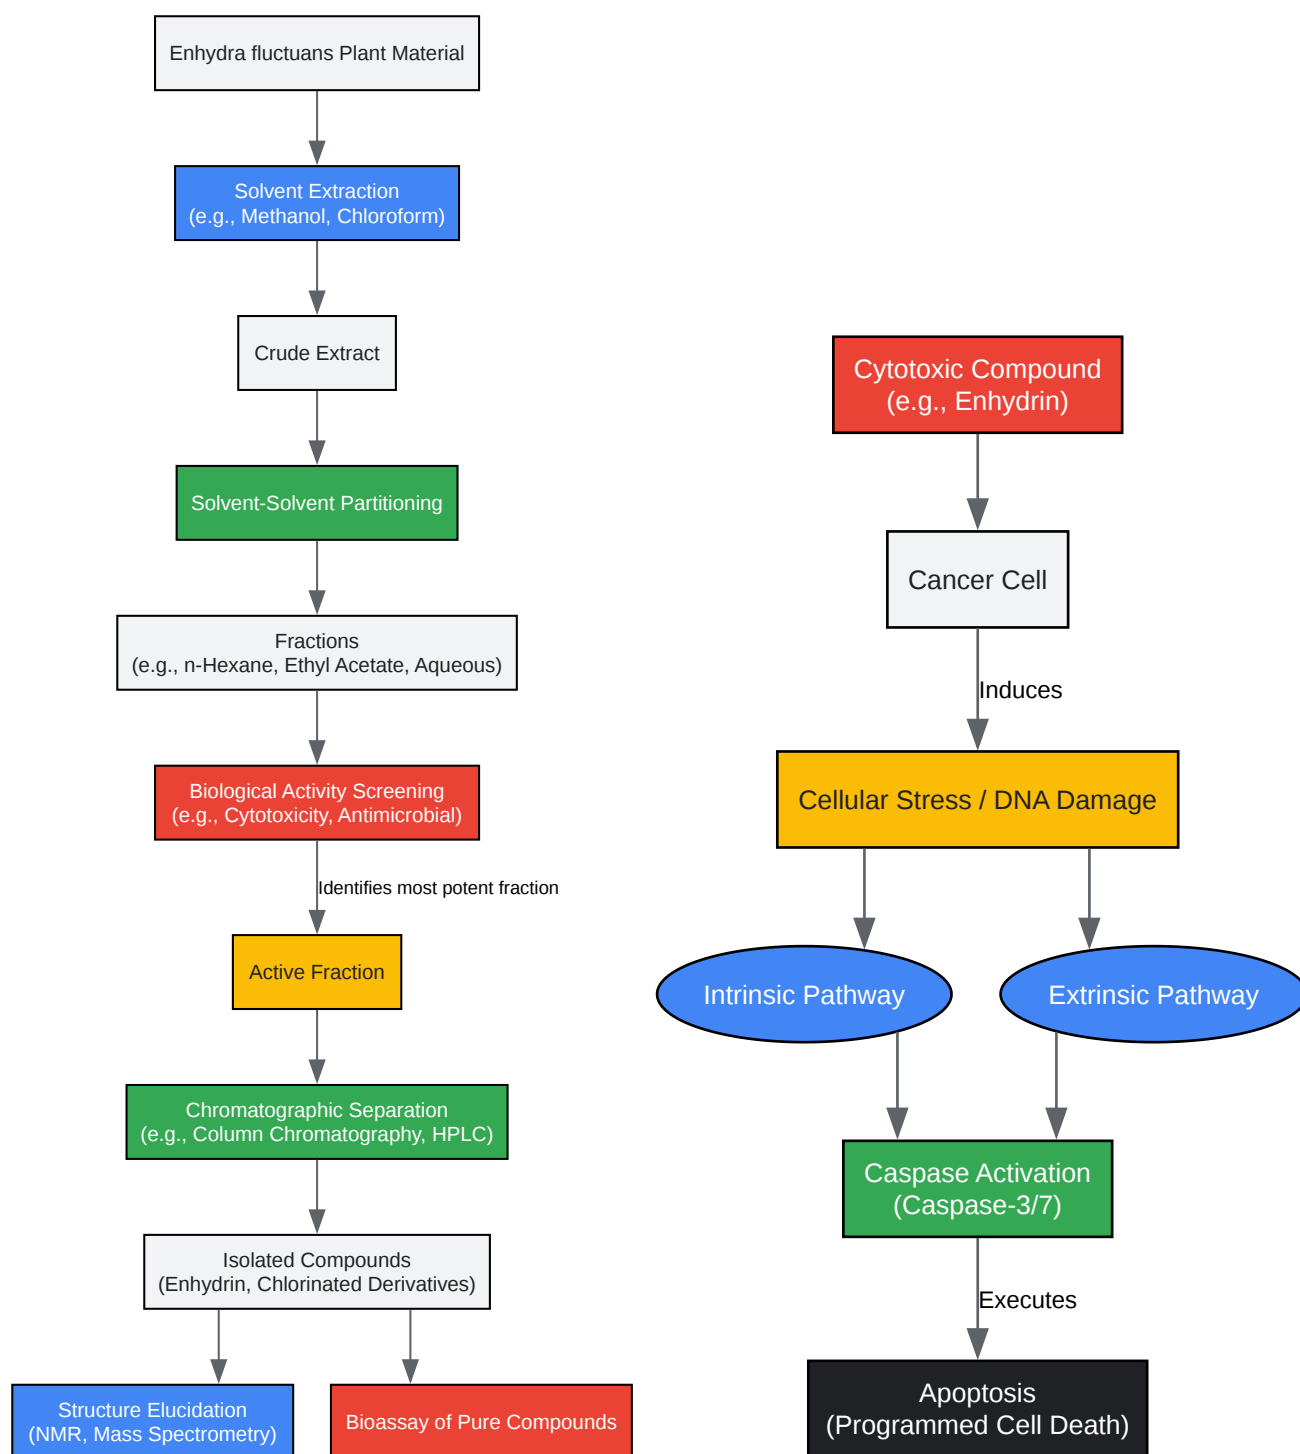 Enhydra fluctuans Plant Material
Solvent Extraction
(e.g., Methanol, Chloroform)
Crude Extract
Solvent-Solvent Partitioning
Fractions
(e.g., n-Hexane, Ethyl Acetate, Aqueous)
Biological Activity Screening
(e.g., Cytotoxicity, Antimicrobial)
Identifies most potent fraction
Active Fraction
Chromatographic Separation
(e.g., Column Chromatography, HPLC)
Isolated Compounds
(Enhydrin, Chlorinated Derivatives)
Structure Elucidation
(NMR, Mass Spectrometry)
Bioassay of Pure Compounds
Cytotoxic Compound
(e.g., Enhydrin)
Cancer Cell
Induces
Cellular Stress / DNA Damage
Intrinsic Pathway
Extrinsic Pathway
Caspase Activation
(Caspase-3/7)
Executes
Apoptosis
(Programmed Cell Death)